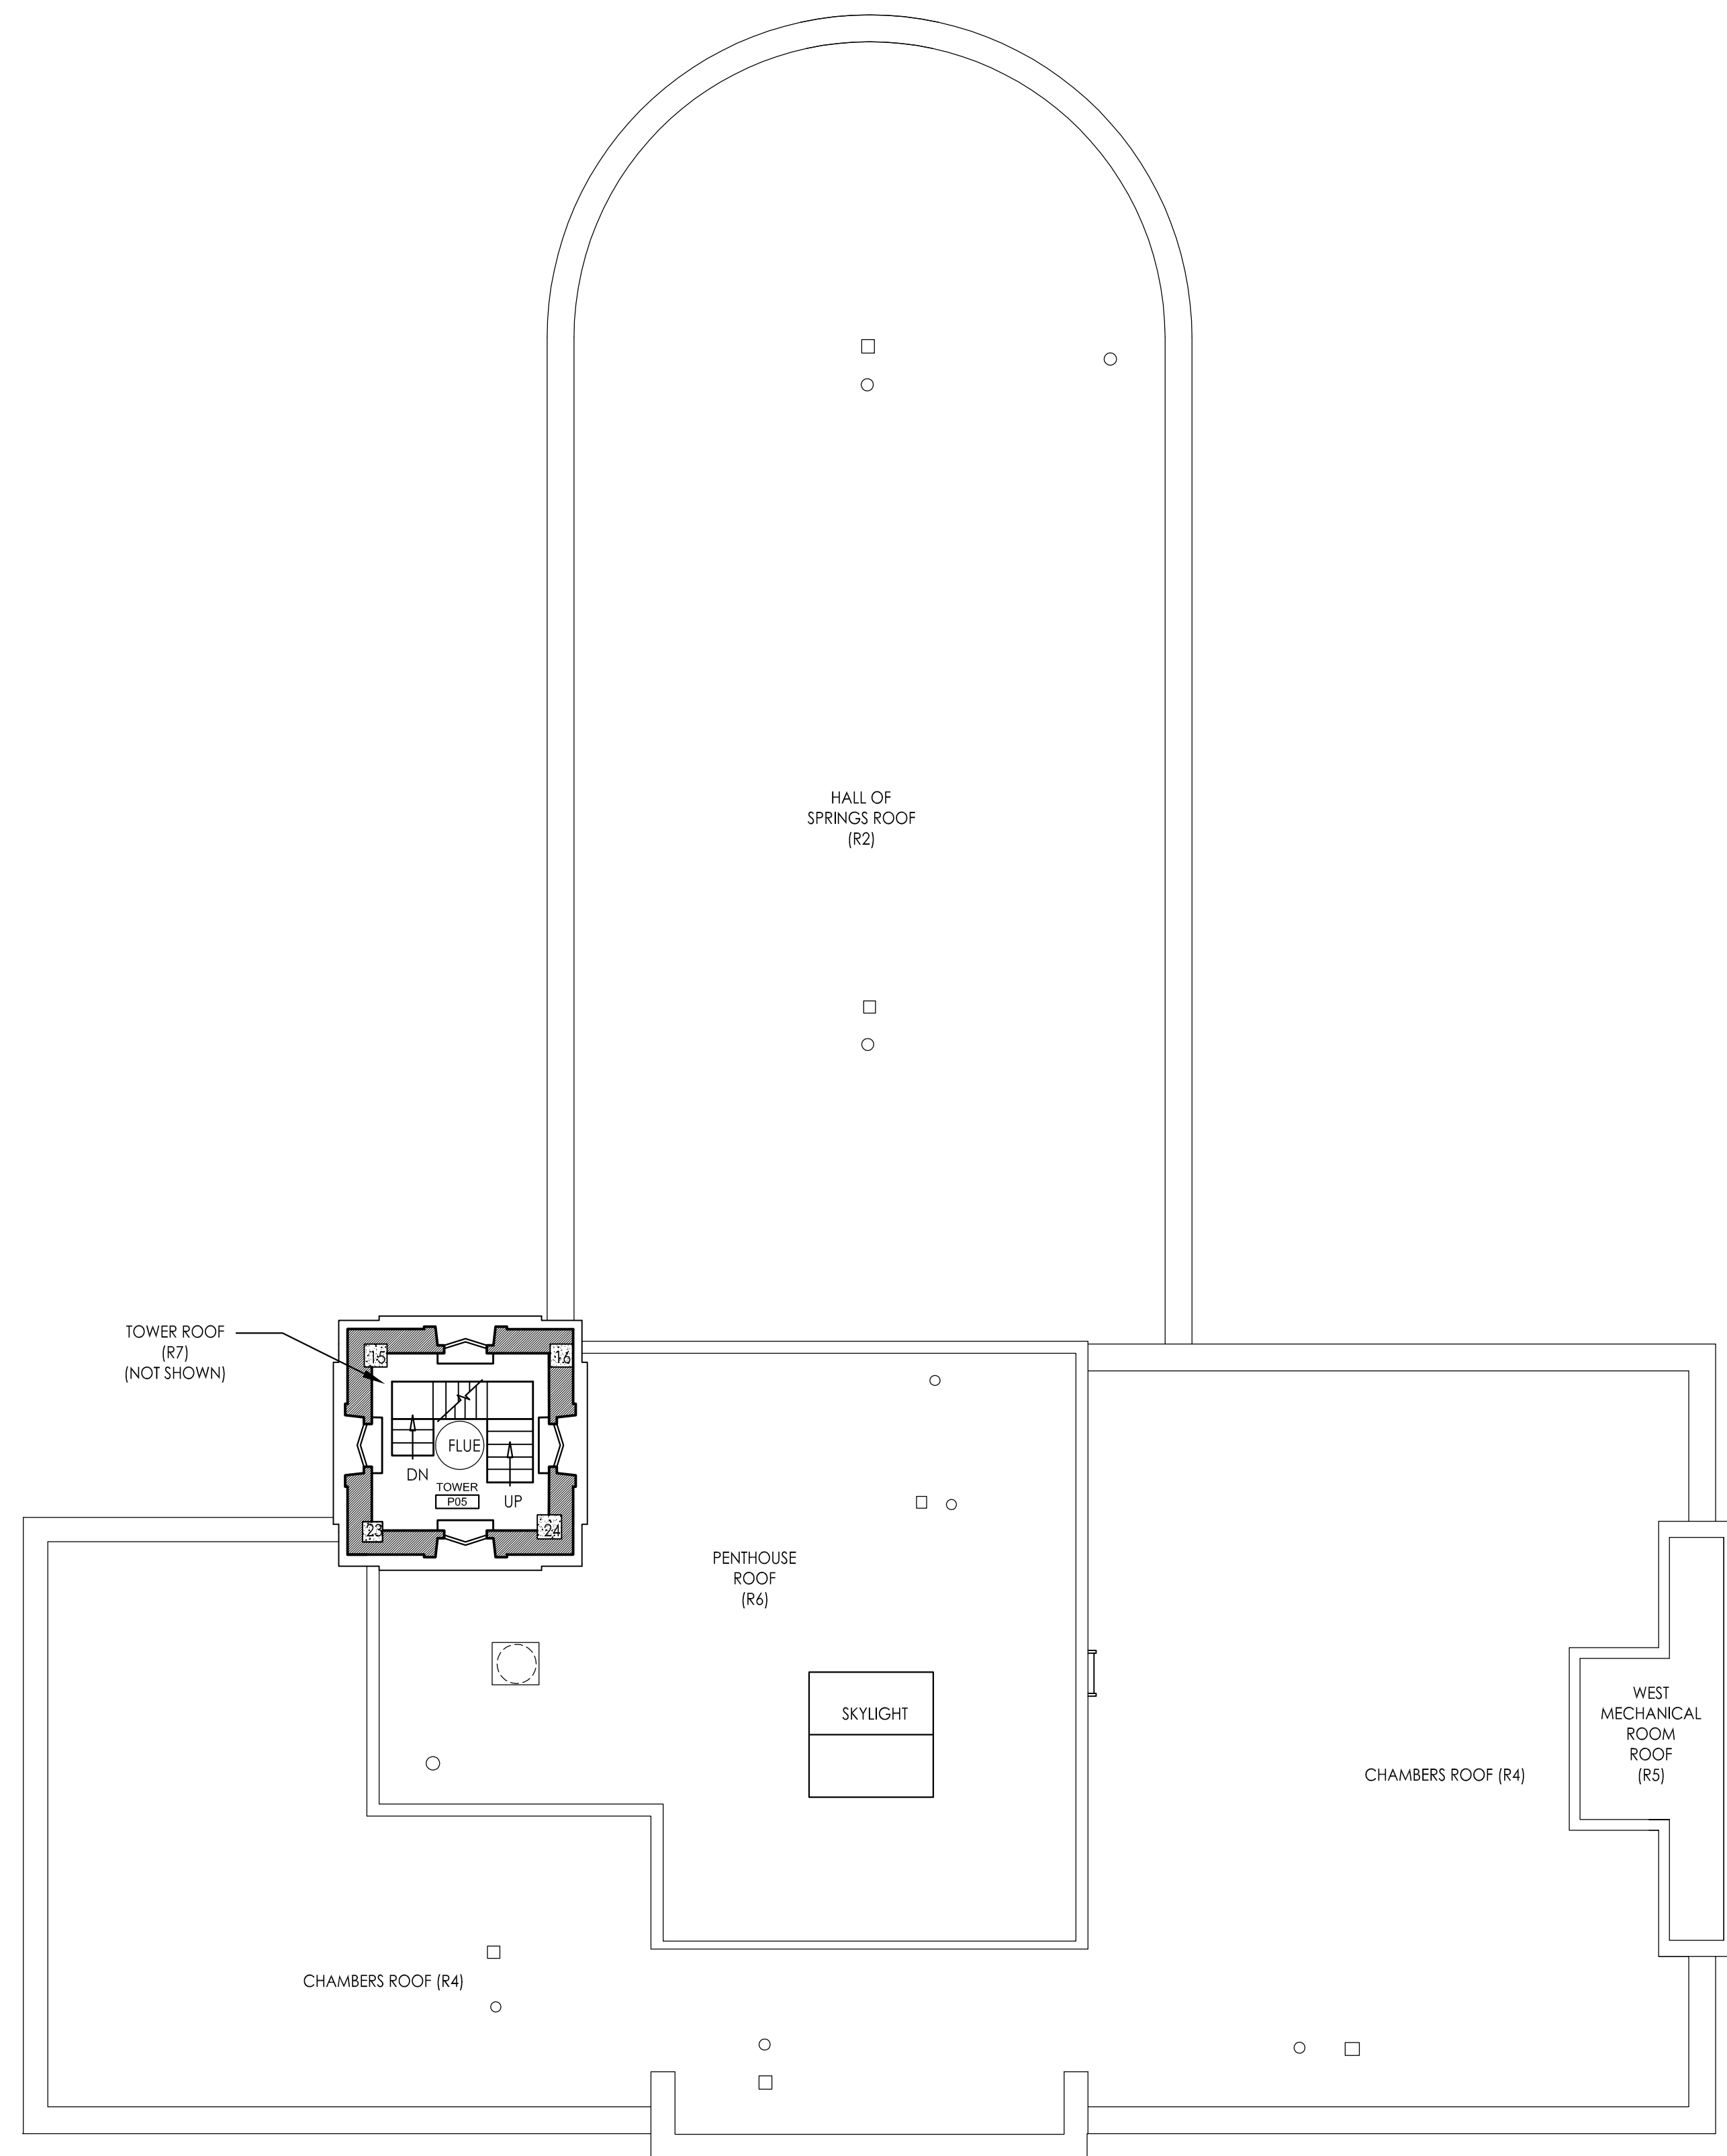 HALL OF
SPRINGS ROOF
(R2)
TOWER ROOF
(R7)
(NOT SHOWN)
15
16
FLUE
DN
TOWER
P05
UP
23
24
PENTHOUSE
ROOF
(R6)
SKYLIGHT
WEST
MECHANICAL
ROOM
ROOF
(R5)
CHAMBERS ROOF (R4)
CHAMBERS ROOF (R4)